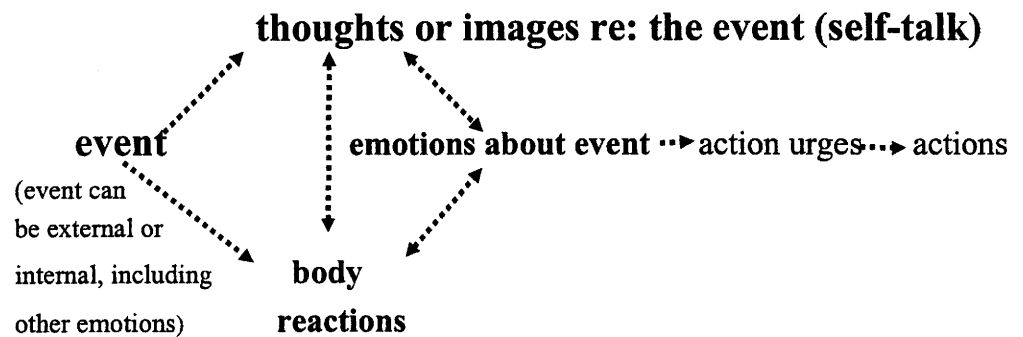 thoughts or images re: the event (self-talk)
event
emotions about event
action urges
actions
(event can
be external or
internal, including
other emotions)
body
reactions